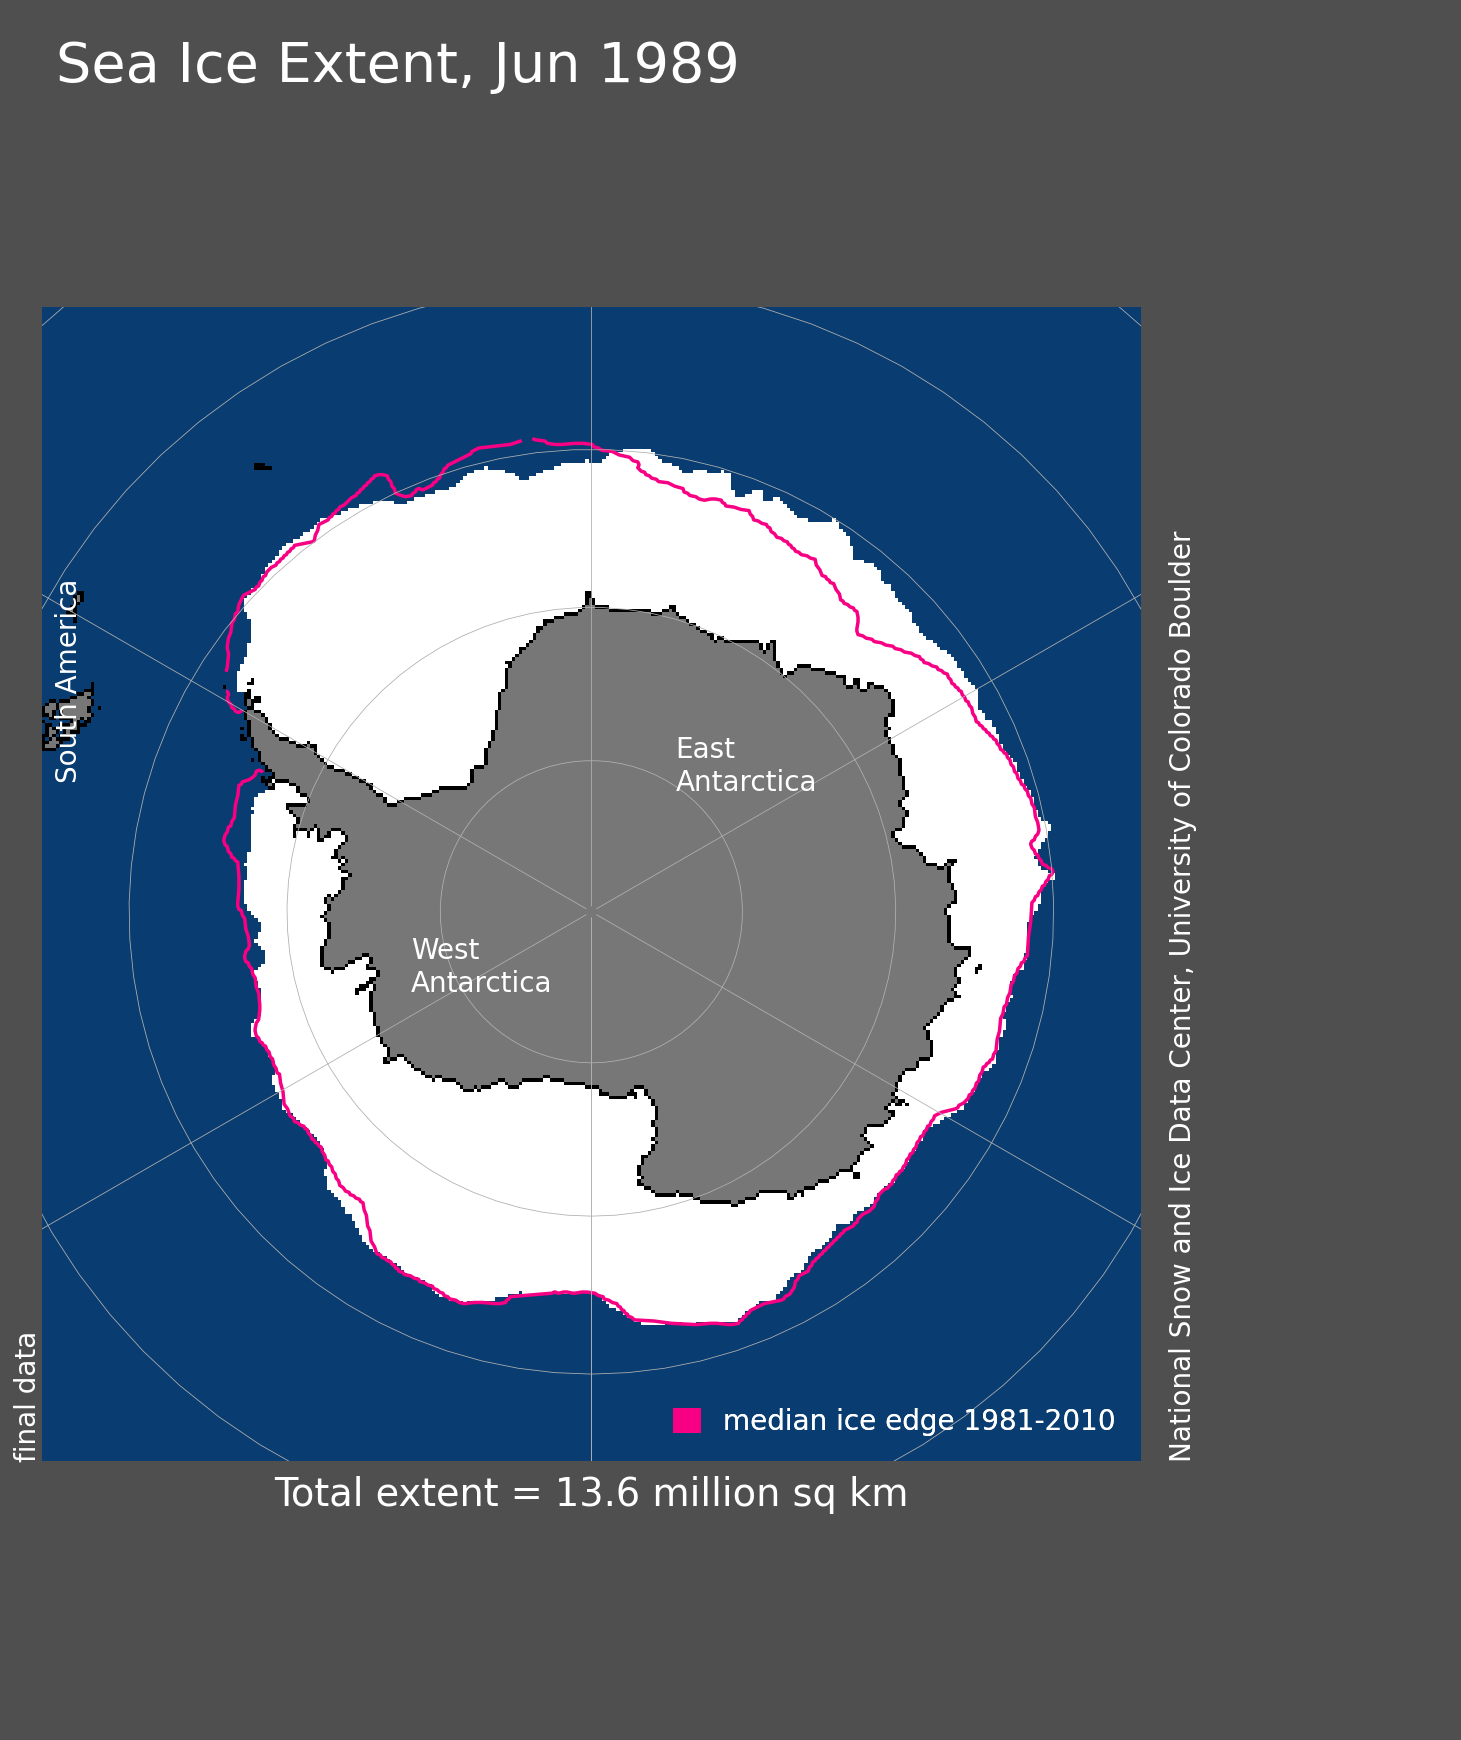 Sea Ice Extent, Jun 1989
South America
East
Antarctica
West
Antarctica
median ice edge 1981-2010
final data
National Snow and Ice Data Center, University of Colorado Boulder
Total extent = 13.6 million sq km